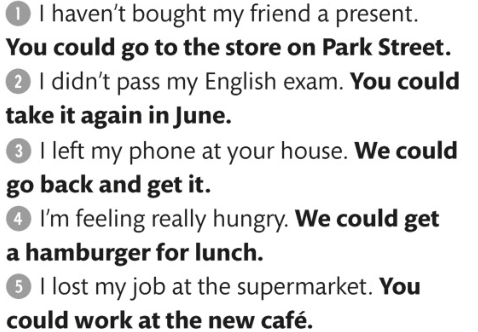 1 I haven’t bought my friend a present.
You could go to the store on Park Street.
2 I didn’t pass my English exam. You could
take it again in June.
3 I left my phone at your house. We could
go back and get it.
4 I’m feeling really hungry. We could get
a hamburger for lunch.
5 I lost my job at the supermarket. You
could work at the new café.